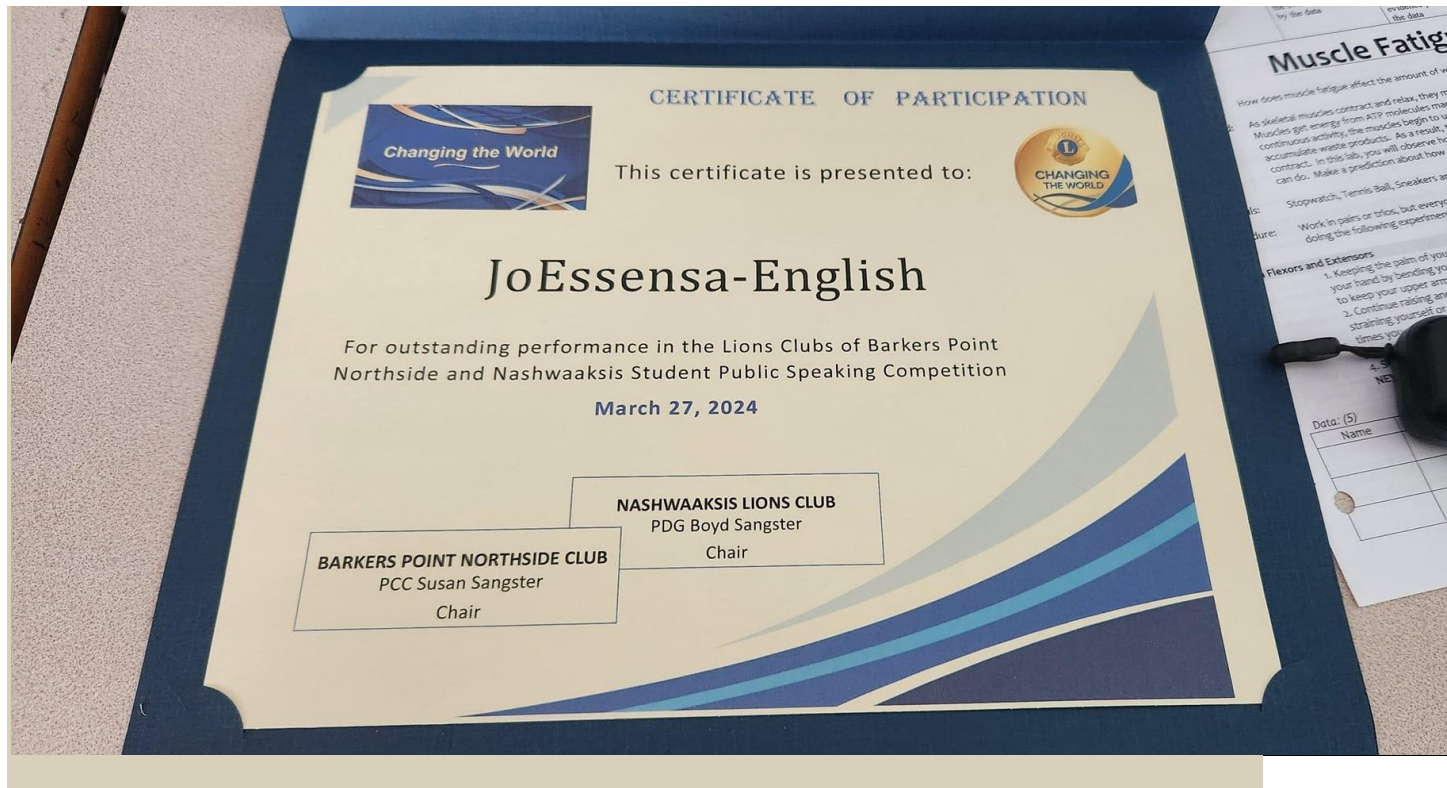 CERTIFICATE OF PARTICIPATION
Changing the World
This certificate is presented to:
L
CHANGING
THE WORLD
JoEssensa-English
For outstanding performance in the Lions Clubs of Barkers Point
Northside and Nashwaaksis Student Public Speaking Competition
March 27, 2024
NASHWAAKSIS LIONS CLUB
PDG Boyd Sangster
Chair
BARKERS POINT NORTHSIDE CLUB
PCC Susan Sangster
Chair
by the data
the data
Muscle
How does muscle fatigue affect the amount of
As skeletal muscles contract and relax, they
Muscles get energy from ATP molecules
continuous activity, the muscles begin to
accumulate waste products. As a result,
contract. In this lab, you will observe
can do. Make a prediction about how
Stopwatch, Tennis Ball, Sneakers
Work in pairs or trios, but
doing the following
Flexors and Extensors
1. Keeping the palm of
your hand by bending
to keep your upper
2. Continue raising
straining yourself or
times
Data: (5)
Name